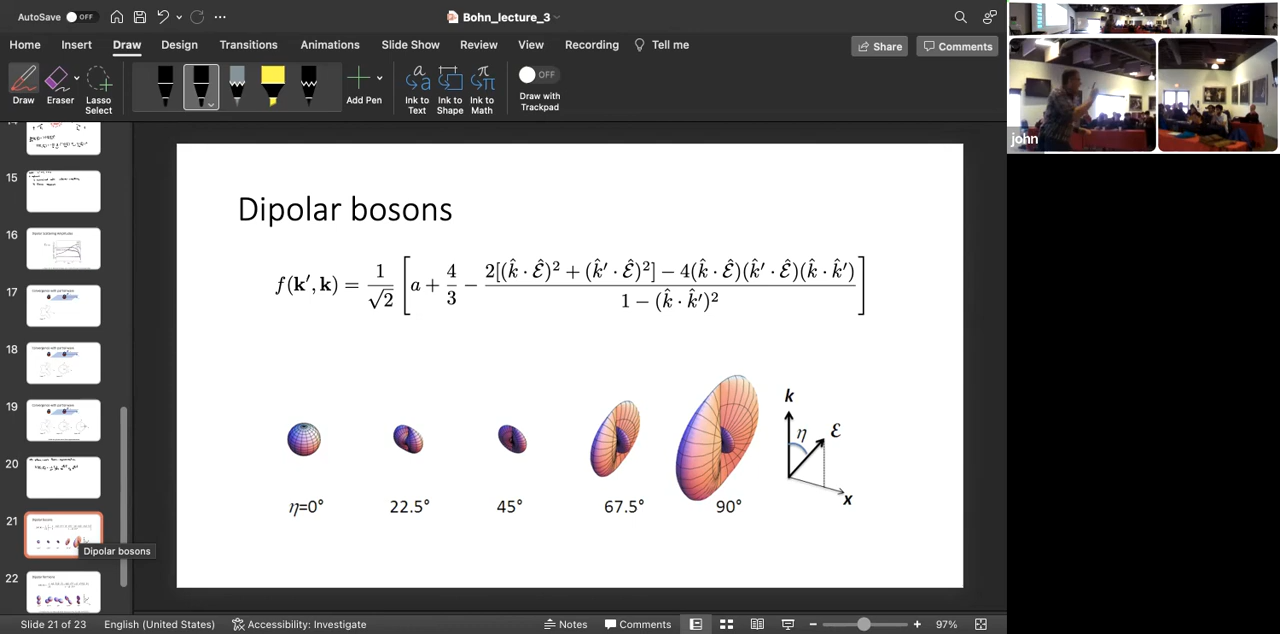 AutoSave OFF
Bohn_lecture_3
Home Insert Draw Design Transitions Animations Slide Show Review View Recording Tell me
Share Comments
Draw Eraser Lasso Select Add Pen Ink to Text Ink to Shape Ink to Math Draw with Trackpad
OFF
john
15
16
17
18
19
20
21
22
Dipolar bosons
Dipolar bosons
f(k′, k) = 1/√2 [a + 4/3 − (2[(k̂ · Ê)² + (k̂′ · Ê)²] − 4(k̂ · Ê)(k̂′ · Ê)(k̂ · k̂′)) / (1 − (k̂ · k̂′)²)]
k
η
ℰ
x
η=0° 22.5° 45° 67.5° 90°
Slide 21 of 23 English (United States) Accessibility: Investigate Notes Comments 97%